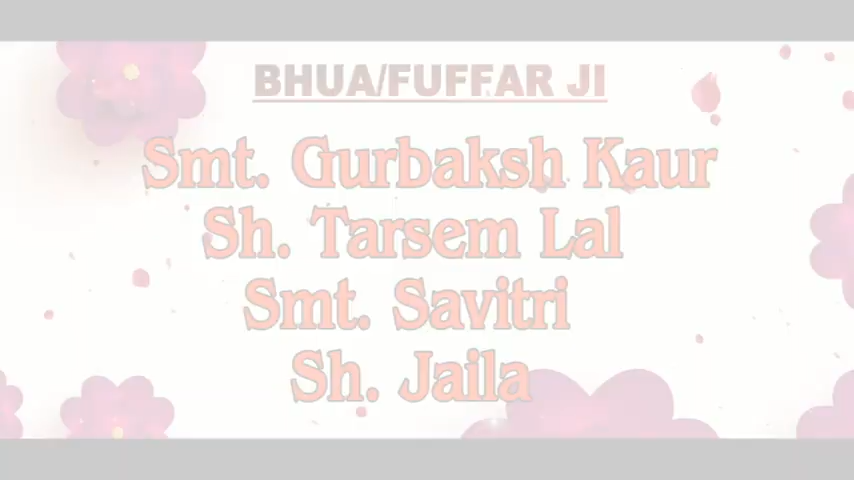 BHUA/FUFFAR JI
Smt. Gurbaksh Kaur
Sh. Tarsem Lal
Smt. Savitri
Sh. Jaila